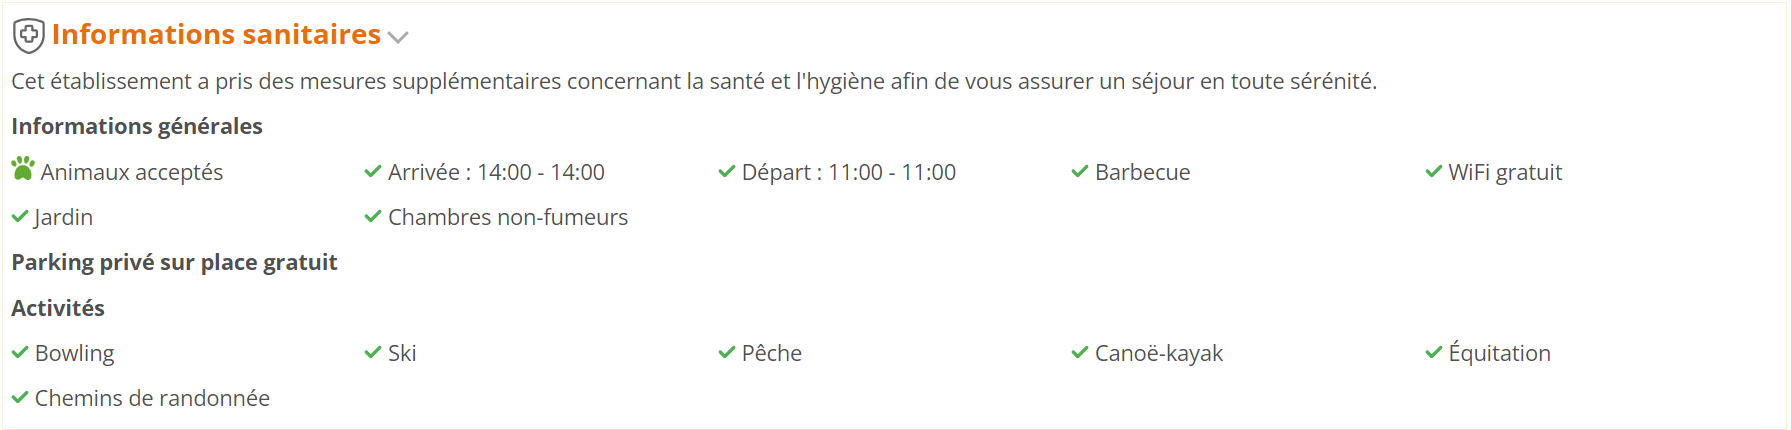 Informations sanitaires
Cet établissement a pris des mesures supplémentaires concernant la santé et l'hygiène afin de vous assurer un séjour en toute sérénité.
Informations générales
Animaux acceptés Arrivée : 14:00 - 14:00 Départ : 11:00 - 11:00 Barbecue WiFi gratuit
Jardin Chambres non-fumeurs
Parking privé sur place gratuit
Activités
Bowling Ski Pêche Canoë-kayak Équitation
Chemins de randonnée